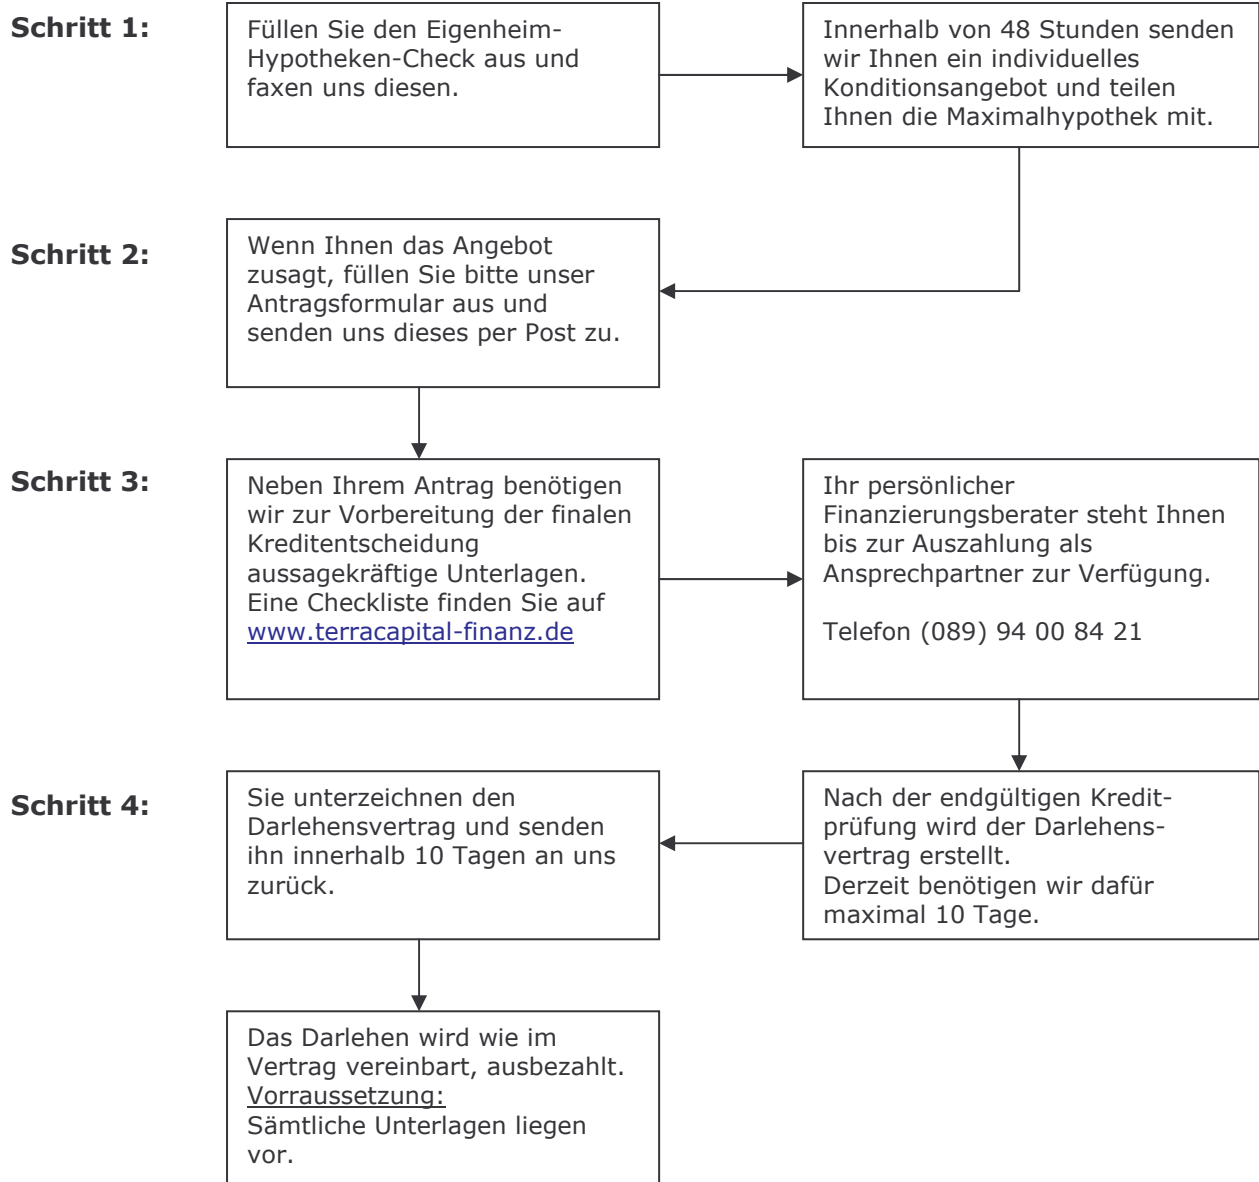 Schritt 1:
Füllen Sie den Eigenheim-
Hypotheken-Check aus und
faxen uns diesen.
Innerhalb von 48 Stunden senden
wir Ihnen ein individuelles
Konditionsangebot und teilen
Ihnen die Maximalhypothek mit.
Schritt 2:
Wenn Ihnen das Angebot
zusagt, füllen Sie bitte unser
Antragsformular aus und
senden uns dieses per Post zu.
Schritt 3:
Neben Ihrem Antrag benötigen
wir zur Vorbereitung der finalen
Kreditentscheidung
aussagekräftige Unterlagen.
Eine Checkliste finden Sie auf
www.terracapital-finanz.de
Ihr persönlicher
Finanzierungsberater steht Ihnen
bis zur Auszahlung als
Ansprechpartner zur Verfügung.
Telefon (089) 94 00 84 21
Schritt 4:
Nach der endgültigen Kredit-
prüfung wird der Darlehens-
vertrag erstellt.
Derzeit benötigen wir dafür
maximal 10 Tage.
Sie unterzeichnen den
Darlehensvertrag und senden
ihn innerhalb 10 Tagen an uns
zurück.
Das Darlehen wird wie im
Vertrag vereinbart, ausbezahlt.
Vorraussetzung:
Sämtliche Unterlagen liegen
vor.